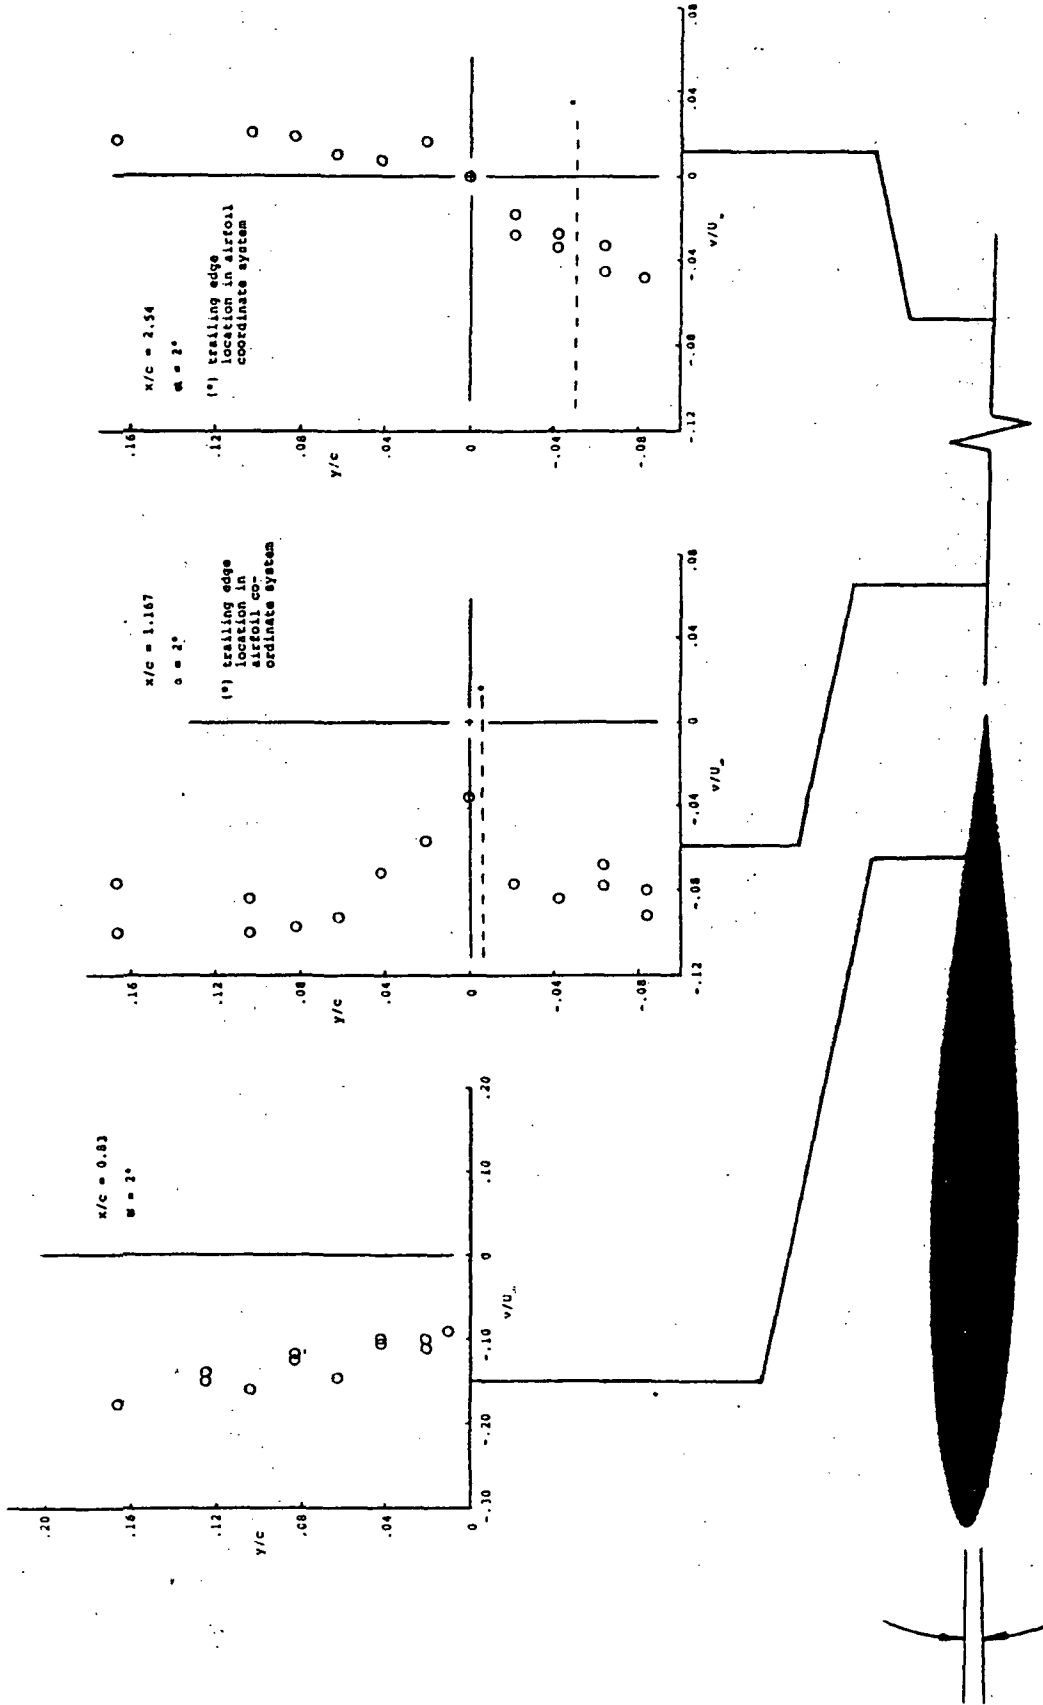 x/c = 0.83
α = 2°
.20
.16
.12
.08
.04
0
y/c
-.30
-.20
-.10
0
.10
.20
v/U∞
x/c = 1.167
α = 2°
(*) trailing edge
location in
airfoil co-
ordinate system
.16
.12
.08
.04
0
-.04
-.08
y/c
*
-.12
-.08
-.04
0
.04
.08
v/U∞
x/c = 2.54
α = 2°
(*) trailing edge
location in airfoil
coordinate system
.16
.12
.08
.04
0
-.04
-.08
y/c
*
-.12
-.08
-.04
0
.04
.08
v/U∞